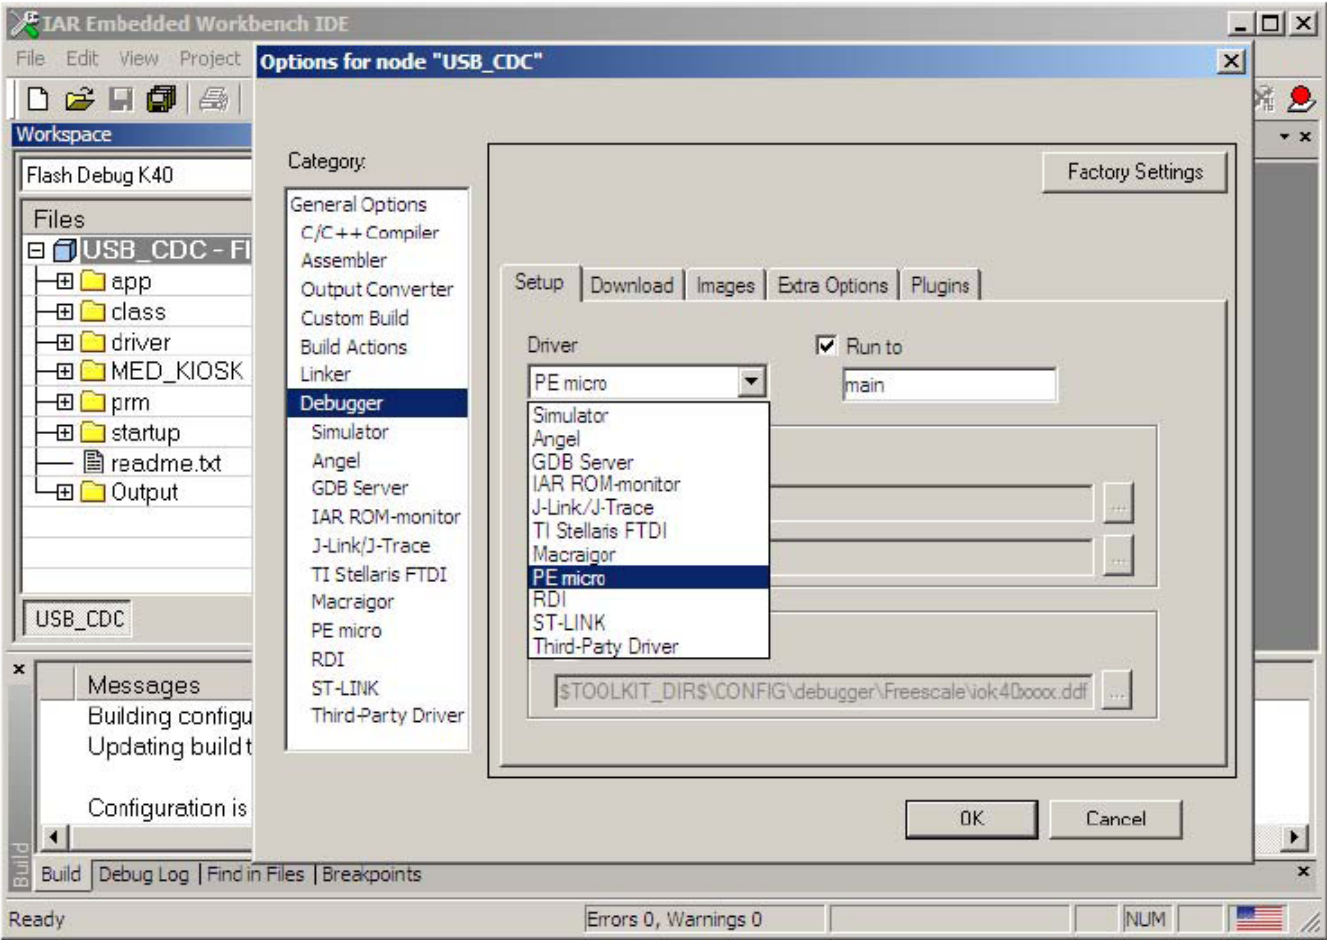 IAR Embedded Workbench IDE
File Edit View Project
Options for node "USB_CDC"
Workspace
Flash Debug K40
Files
USB_CDC - Fl
app
class
driver
MED_KIOSK
prm
startup
readme.txt
Output
USB_CDC
Category:
General Options
C/C++ Compiler
Assembler
Output Converter
Custom Build
Build Actions
Linker
Debugger
Simulator
Angel
GDB Server
IAR ROM-monitor
J-Link/J-Trace
TI Stellaris FTDI
Macraigor
PE micro
RDI
ST-LINK
Third-Party Driver
Factory Settings
Setup Download Images Extra Options Plugins
Driver
Run to
PE micro
main
Simulator
Angel
GDB Server
IAR ROM-monitor
J-Link/J-Trace
TI Stellaris FTDI
Macraigor
PE micro
RDI
ST-LINK
Third-Party Driver
...
...
$TOOLKIT_DIR$\CONFIG\debugger\Freescale\iok40xxxx.ddf ...
OK Cancel
Messages
Building configu
Updating build t
Configuration is
Build
Build Debug Log Find in Files Breakpoints
Ready Errors 0, Warnings 0 NUM